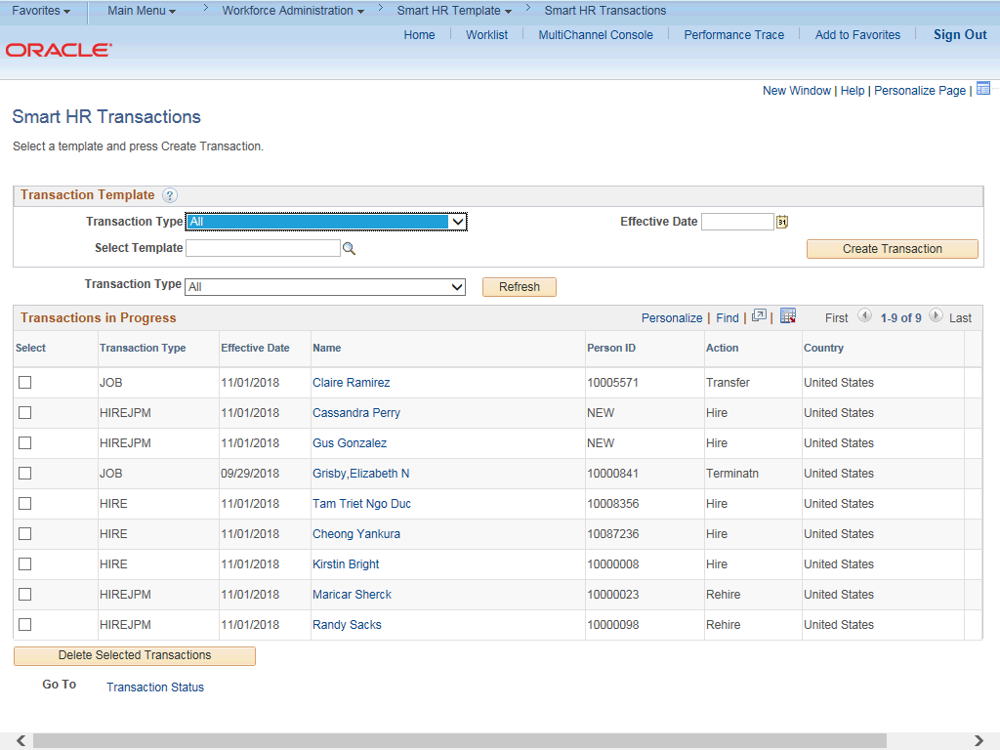 Favorites Main Menu > Workforce Administration > Smart HR Template > Smart HR Transactions
Home Worklist MultiChannel Console Performance Trace Add to Favorites Sign Out
ORACLE
New Window | Help | Personalize Page |
Smart HR Transactions
Select a template and press Create Transaction.
Transaction Template ?
Transaction Type All Effective Date 31
Select Template Create Transaction
Transaction Type All Refresh
Transactions in Progress Personalize | Find | | First 1-9 of 9 Last
Select Transaction Type Effective Date Name Person ID Action Country
JOB 11/01/2018 Claire Ramirez 10005571 Transfer United States
HIREJPM 11/01/2018 Cassandra Perry NEW Hire United States
HIREJPM 11/01/2018 Gus Gonzalez NEW Hire United States
JOB 09/29/2018 Grisby,Elizabeth N 10000841 Terminatn United States
HIRE 11/01/2018 Tam Triet Ngo Duc 10008356 Hire United States
HIRE 11/01/2018 Cheong Yankura 10087236 Hire United States
HIRE 11/01/2018 Kirstin Bright 10000008 Hire United States
HIREJPM 11/01/2018 Maricar Sherck 10000023 Rehire United States
HIREJPM 11/01/2018 Randy Sacks 10000098 Rehire United States
Delete Selected Transactions
Go To Transaction Status